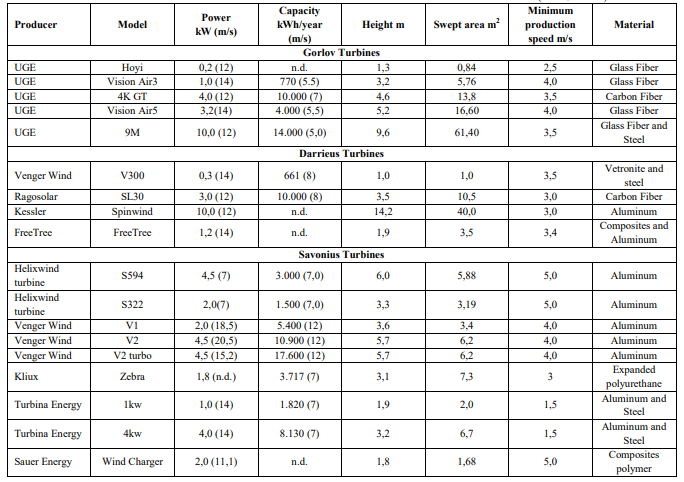 Producer Model Power kW (m/s) Capacity kWh/year (m/s) Height m Swept area m² Minimum production speed m/s Material
Gorlov Turbines
UGE Hoyi 0,2 (12) n.d. 1,3 0,84 2,5 Glass Fiber
UGE Vision Air3 1,0 (14) 770 (5.5) 3,2 5,76 4,0 Glass Fiber
UGE 4K GT 4,0 (12) 10.000 (7) 4,6 13,8 3,5 Carbon Fiber
UGE Vision Air5 3,2(14) 4.000 (5,5) 5,2 16,60 4,0 Glass Fiber
UGE 9M 10,0 (12) 14.000 (5,0) 9,6 61,40 3,5 Glass Fiber and Steel
Darrieus Turbines
Venger Wind V300 0,3 (14) 661 (8) 1,0 1,0 3,5 Vetronite and steel
Ragosolar SL30 3,0 (12) 10.000 (8) 3,5 10,5 3,0 Carbon Fiber
Kessler Spinwind 10,0 (12) n.d. 14,2 40,0 3,0 Aluminum
FreeTree FreeTree 1,2 (14) n.d. 1,9 3,5 3,4 Composites and Aluminum
Savonius Turbines
Helixwind turbine S594 4,5 (7) 3.000 (7,0) 6,0 5,88 5,0 Aluminum
Helixwind turbine S322 2,0(7) 1.500 (7,0) 3,3 3,19 5,0 Aluminum
Venger Wind V1 2,0 (18,5) 5.400 (12) 3,6 3,4 4,0 Aluminum
Venger Wind V2 4,5 (20,5) 10.900 (12) 5,7 6,2 4,0 Aluminum
Venger Wind V2 turbo 4,5 (15,2) 17.600 (12) 5,7 6,2 4,0 Aluminum
Kliux Zebra 1,8 (n.d.) 3.717 (7) 3,1 7,3 3 Expanded polyurethane
Turbina Energy 1kw 1,0 (14) 1.820 (7) 1,9 2,0 1,5 Aluminum and Steel
Turbina Energy 4kw 4,0 (14) 8.130 (7) 3,2 6,7 1,5 Aluminum and Steel
Sauer Energy Wind Charger 2,0 (11,1) n.d. 1,8 1,68 5,0 Composites polymer